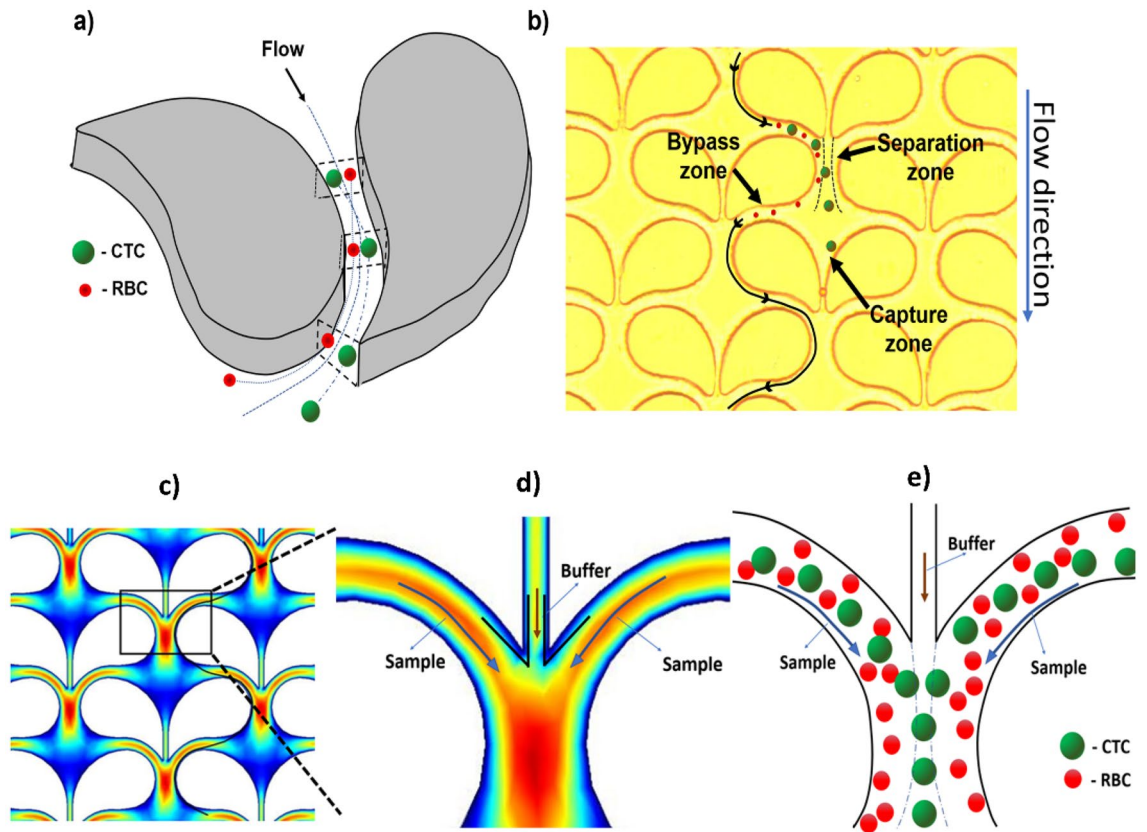 a)
Flow
- CTC
- RBC
b)
Bypass
zone
Separation
zone
Capture
zone
Flow direction
c)
d)
Buffer
Sample
Sample
e)
Buffer
Sample
Sample
- CTC
- RBC